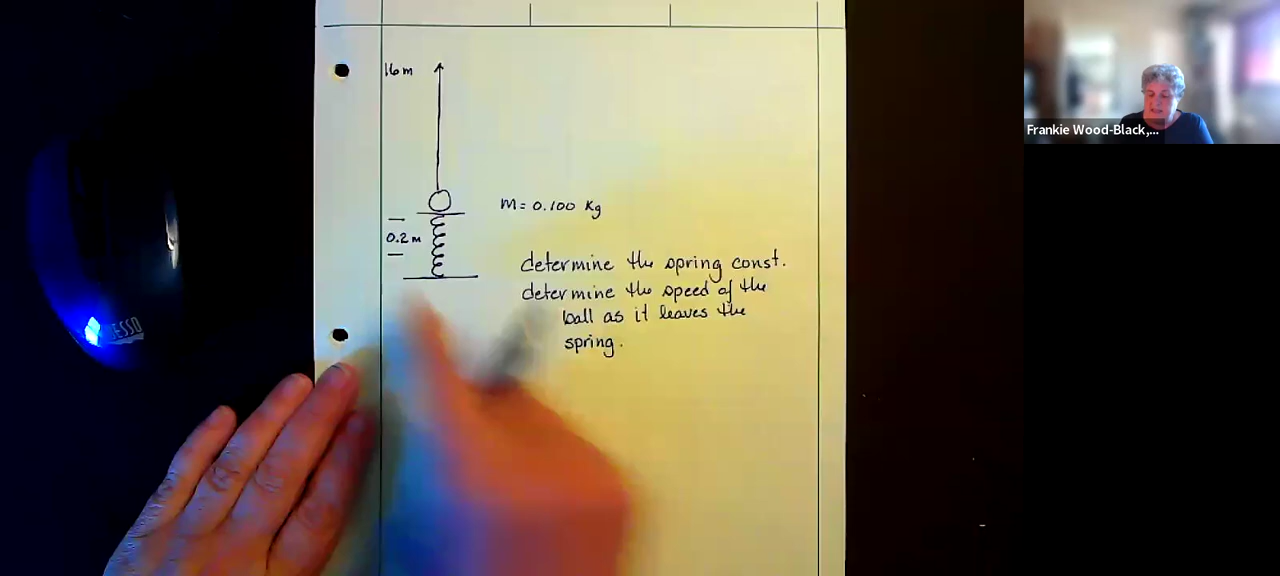 16m
m = 0.100 Kg
0.2m
determine the spring const.
determine the speed of the
ball as it leaves the
spring.
Frankie Wood-Black,...